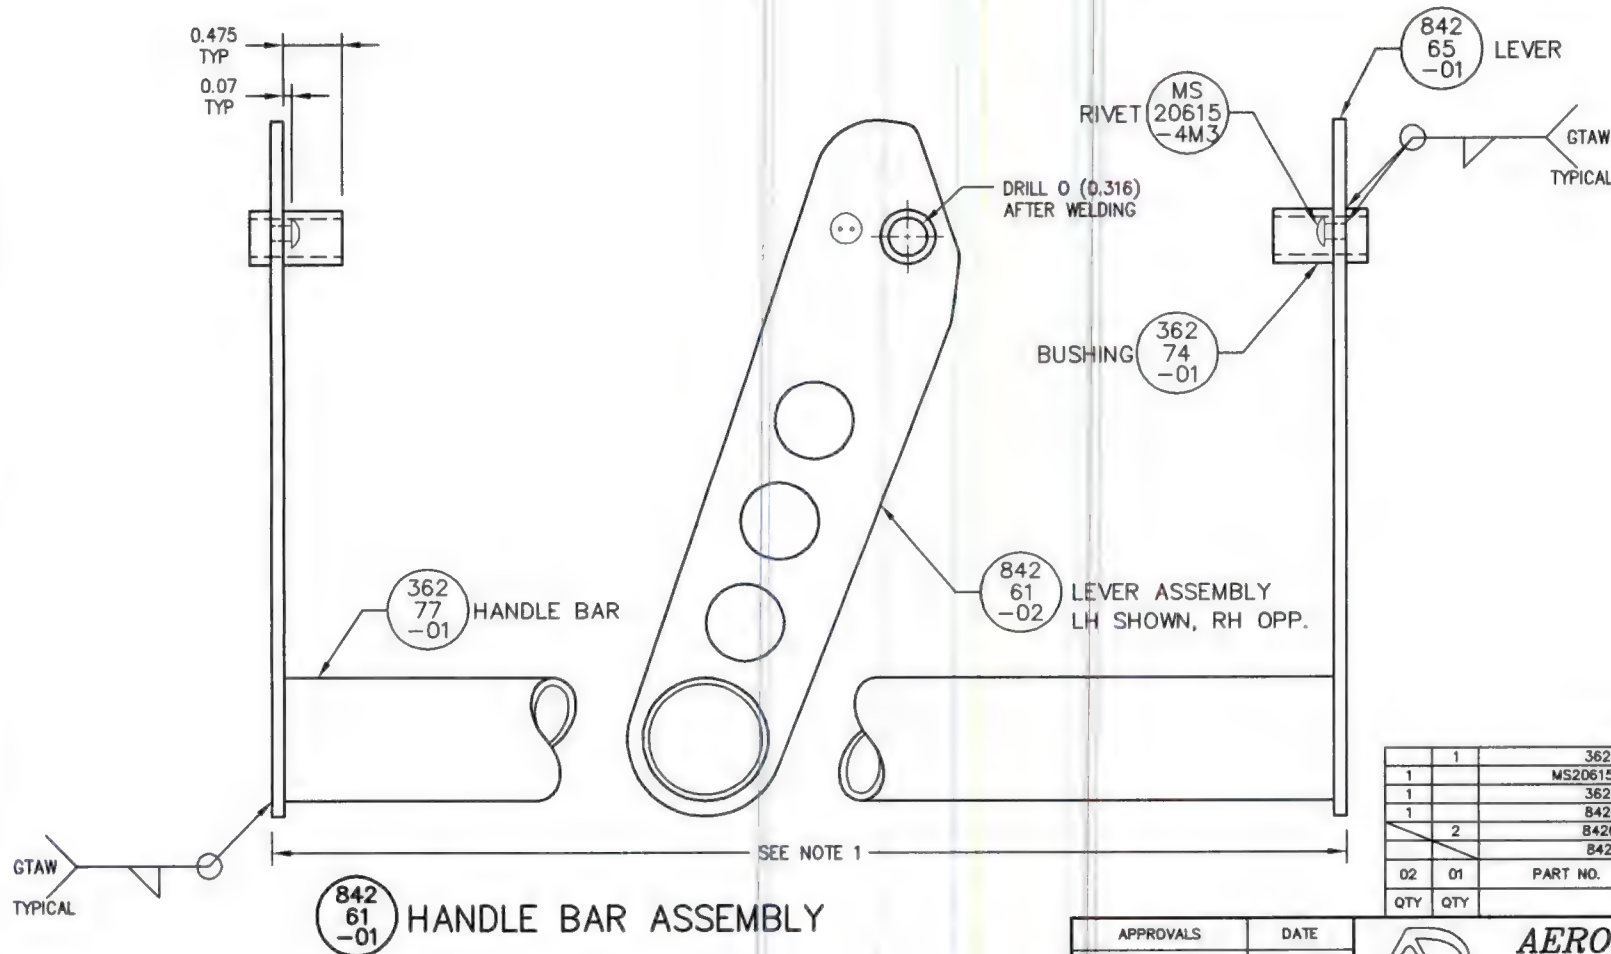 0.475
TYP
0.07
TYP
842
65
-01
LEVER
RIVET
MS
20615
-4M3
GTAW
TYPICAL
DRILL O (0.316)
AFTER WELDING
BUSHING
362
74
-01
362
77
-01
HANDLE BAR
842
61
-02
LEVER ASSEMBLY
LH SHOWN, RH OPP.
SEE NOTE 1
GTAW
TYPICAL
842
61
-01
HANDLE BAR ASSEMBLY
1 362
1 MS20615
1 362
1 842
2 842
842
02 01 PART NO.
QTY QTY
APPROVALS DATE
AERO